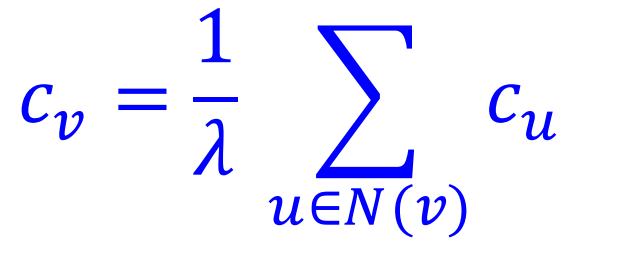 c_v = \frac{1}{\lambda} \sum_{u \in N(v)} c_u